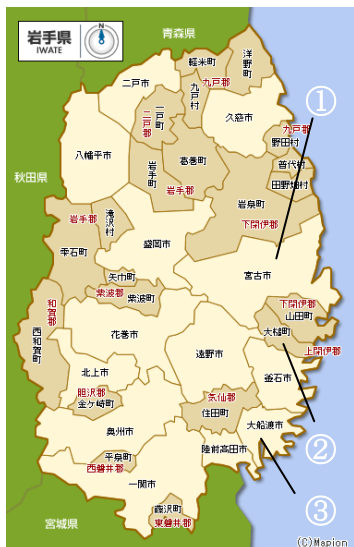 岩手県
IWATE
青森県
洋野町
軽米町
九戸郡
二戸市
九戸村
一戸町
二戸郡
久慈市
①
九戸郡
野田村
八幡平市
葛巻町
岩手町
普代村
田野畑村
秋田県
岩手郡
岩泉町
岩手郡
滝沢村
下閉伊郡
雫石町
盛岡市
矢巾町
宮古市
紫波郡
紫波町
和賀郡
下閉伊郡
山田町
西和賀町
花巻市
大槌町
遠野市
上閉伊郡
北上市
釜石市
胆沢郡
金ヶ崎町
気仙郡
住田町
大船渡市
奥州市
陸前高田市
②
平泉町
西磐井郡
一関市
③
藤沢町
東磐井郡
宮城県
(C)Mapion